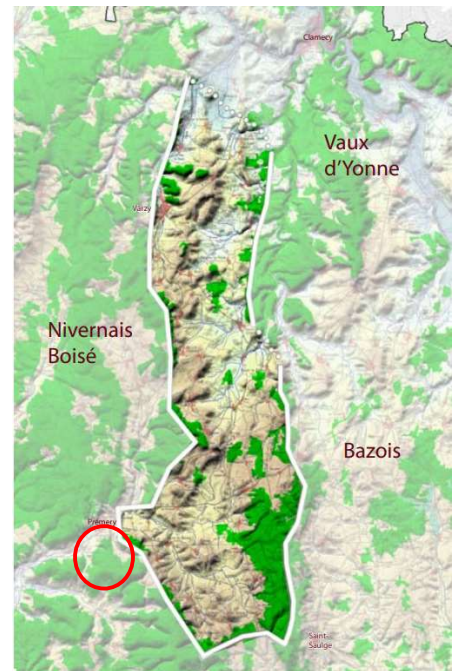 Clamecy
Vaux
d'Yonne
Varzy
Nivernais
Boisé
Bazois
Prémery
Saint-
Saulge